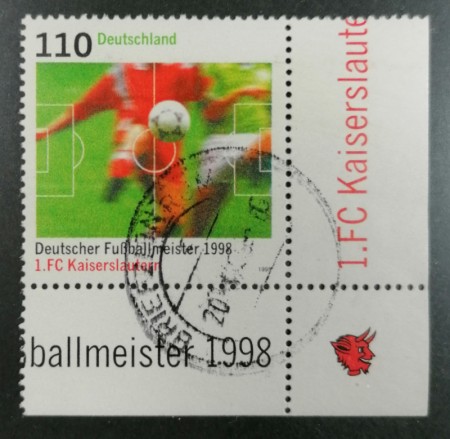 110 Deutschland
Deutscher Fußballmeister 1998
1.FC Kaiserslautern
1.FC Kaiserslaute
ballmeister 1998